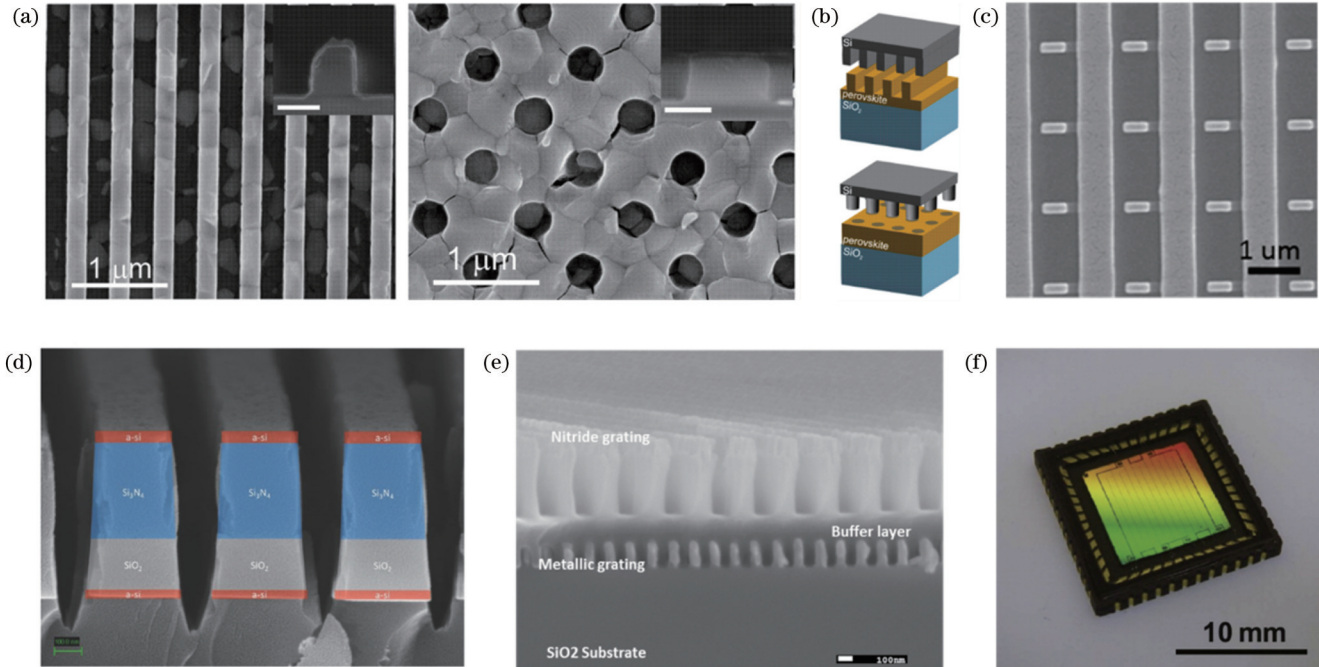 (a)
1 μm
1 μm
(b)
Si
perovskite
SiO2
Si
perovskite
SiO2
(c)
1 um
(d)
a-si
a-si
a-si
Si3N4
Si3N4
Si3N4
SiO2
SiO2
SiO2
a-si
a-si
a-si
(e)
Nitride grating
Buffer layer
Metallic grating
SiO2 Substrate
100nm
(f)
10 mm